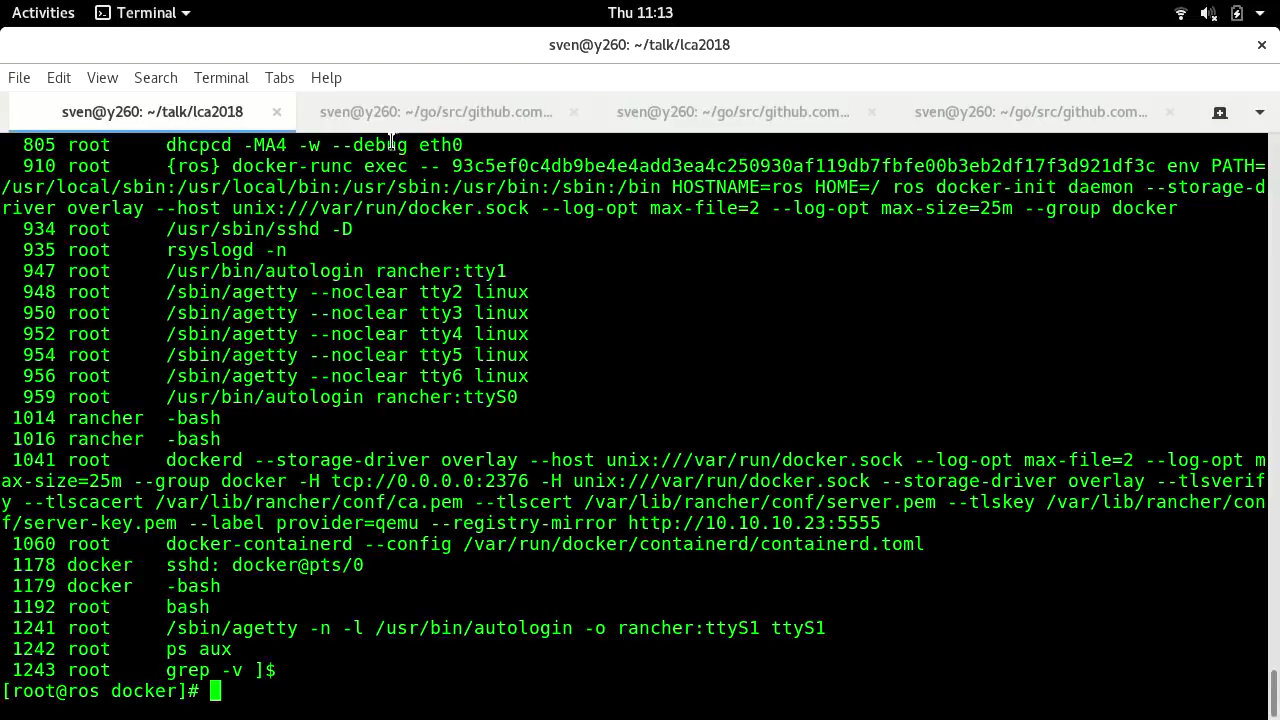 Activities Terminal Thu 11:13
sven@y260: ~/talk/lca2018
File Edit View Search Terminal Tabs Help
sven@y260: ~/talk/lca2018 sven@y260: ~/go/src/github.com... sven@y260: ~/go/src/github.com... sven@y260: ~/go/src/github.com...
805 root dhcpcd -MA4 -w --debug eth0
910 root {ros} docker-runc exec -- 93c5ef0c4db9be4e4add3ea4c250930af119db7fbfe00b3eb2df17f3d921df3c env PATH=
/usr/local/sbin:/usr/local/bin:/usr/sbin:/usr/bin:/sbin:/bin HOSTNAME=ros HOME=/ ros docker-init daemon --storage-d
river overlay --host unix:///var/run/docker.sock --log-opt max-file=2 --log-opt max-size=25m --group docker
934 root /usr/sbin/sshd -D
935 root rsyslogd -n
947 root /usr/bin/autologin rancher:tty1
948 root /sbin/agetty --noclear tty2 linux
950 root /sbin/agetty --noclear tty3 linux
952 root /sbin/agetty --noclear tty4 linux
954 root /sbin/agetty --noclear tty5 linux
956 root /sbin/agetty --noclear tty6 linux
959 root /usr/bin/autologin rancher:ttyS0
1014 rancher -bash
1016 rancher -bash
1041 root dockerd --storage-driver overlay --host unix:///var/run/docker.sock --log-opt max-file=2 --log-opt m
ax-size=25m --group docker -H tcp://0.0.0.0:2376 -H unix:///var/run/docker.sock --storage-driver overlay --tlsverif
y --tlscacert /var/lib/rancher/conf/ca.pem --tlscert /var/lib/rancher/conf/server.pem --tlskey /var/lib/rancher/con
f/server-key.pem --label provider=qemu --registry-mirror http://10.10.10.23:5555
1060 root docker-containerd --config /var/run/docker/containerd/containerd.toml
1178 docker sshd: docker@pts/0
1179 docker -bash
1192 root bash
1241 root /sbin/agetty -n -l /usr/bin/autologin -o rancher:ttyS1 ttyS1
1242 root ps aux
1243 root grep -v ]$
[root@ros docker]#